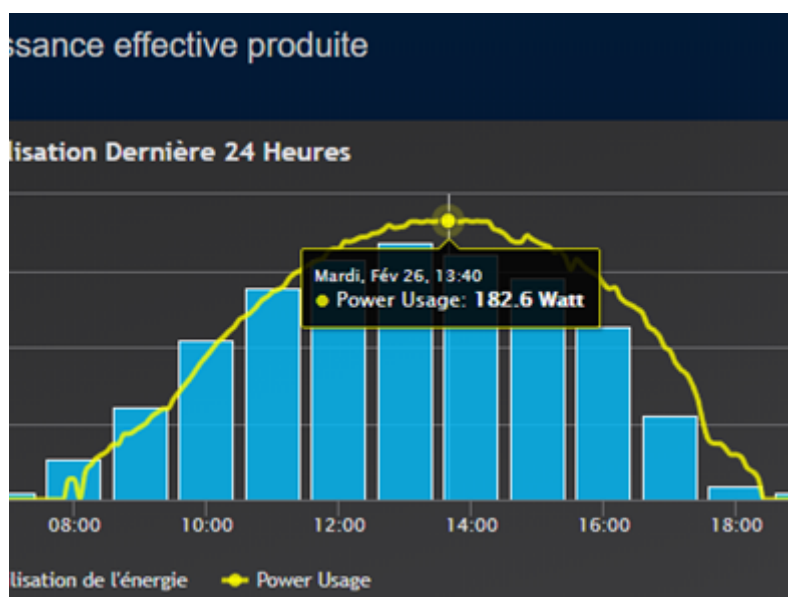 ssance effective produite
lisation Dernière 24 Heures
Mardi, Fév 26, 13:40
Power Usage: 182.6 Watt
08:00 10:00 12:00 14:00 16:00 18:00
lisation de l'énergie Power Usage